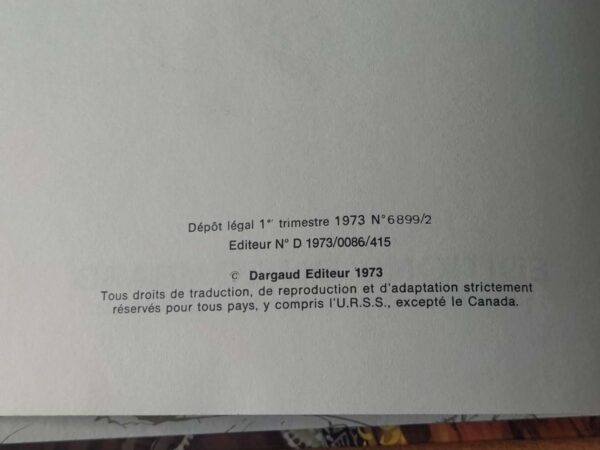 Dépôt légal 1er trimestre 1973 N°6899/2
Editeur N° D 1973/0086/415
© Dargaud Editeur 1973
Tous droits de traduction, de reproduction et d'adaptation strictement
réservés pour tous pays, y compris l'U.R.S.S., excepté le Canada.